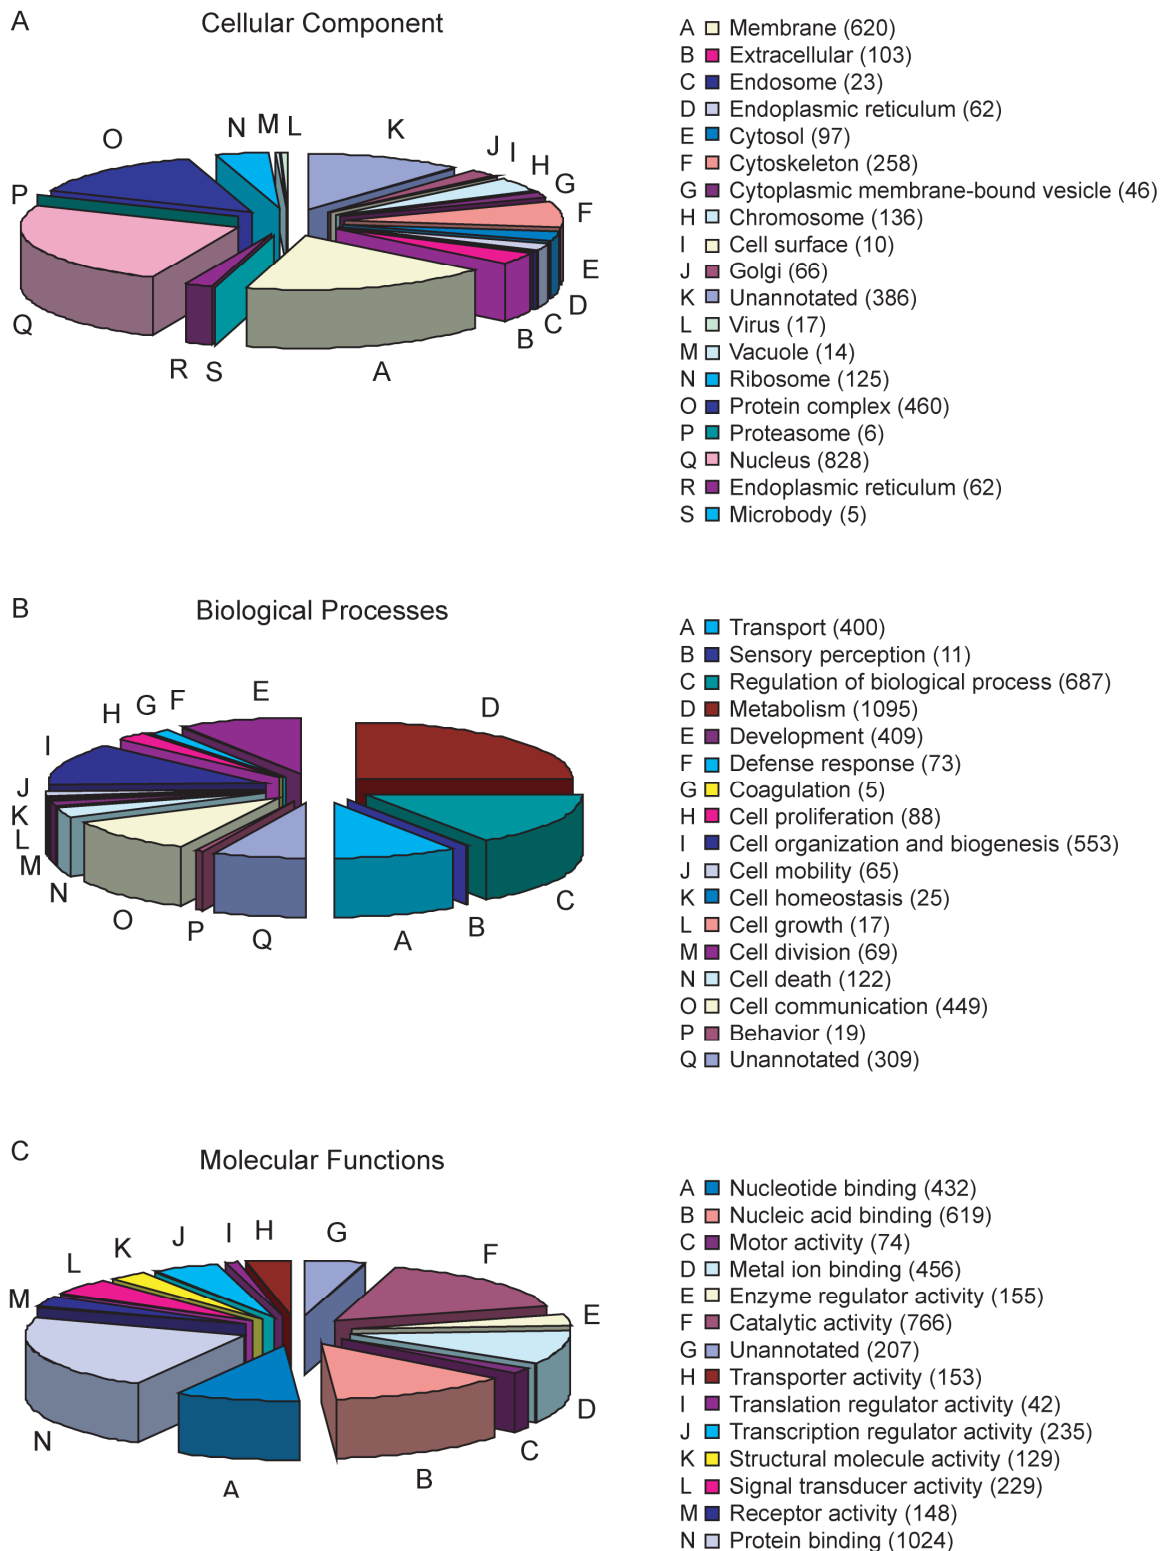 A
Cellular Component
O
N
M
L
K
J
I
H
G
F
E
D
C
B
A
S
R
Q
P
A Membrane (620)
B Extracellular (103)
C Endosome (23)
D Endoplasmic reticulum (62)
E Cytosol (97)
F Cytoskeleton (258)
G Cytoplasmic membrane-bound vesicle (46)
H Chromosome (136)
I Cell surface (10)
J Golgi (66)
K Unannotated (386)
L Virus (17)
M Vacuole (14)
N Ribosome (125)
O Protein complex (460)
P Proteasome (6)
Q Nucleus (828)
R Endoplasmic reticulum (62)
S Microbody (5)
B
Biological Processes
I
H
G
F
E
D
C
B
A
Q
P
O
N
M
L
K
J
A Transport (400)
B Sensory perception (11)
C Regulation of biological process (687)
D Metabolism (1095)
E Development (409)
F Defense response (73)
G Coagulation (5)
H Cell proliferation (88)
I Cell organization and biogenesis (553)
J Cell mobility (65)
K Cell homeostasis (25)
L Cell growth (17)
M Cell division (69)
N Cell death (122)
O Cell communication (449)
P Behavior (19)
Q Unannotated (309)
C
Molecular Functions
M
L
K
J
I
H
G
F
E
D
C
B
A
N
A Nucleotide binding (432)
B Nucleic acid binding (619)
C Motor activity (74)
D Metal ion binding (456)
E Enzyme regulator activity (155)
F Catalytic activity (766)
G Unannotated (207)
H Transporter activity (153)
I Translation regulator activity (42)
J Transcription regulator activity (235)
K Structural molecule activity (129)
L Signal transducer activity (229)
M Receptor activity (148)
N Protein binding (1024)